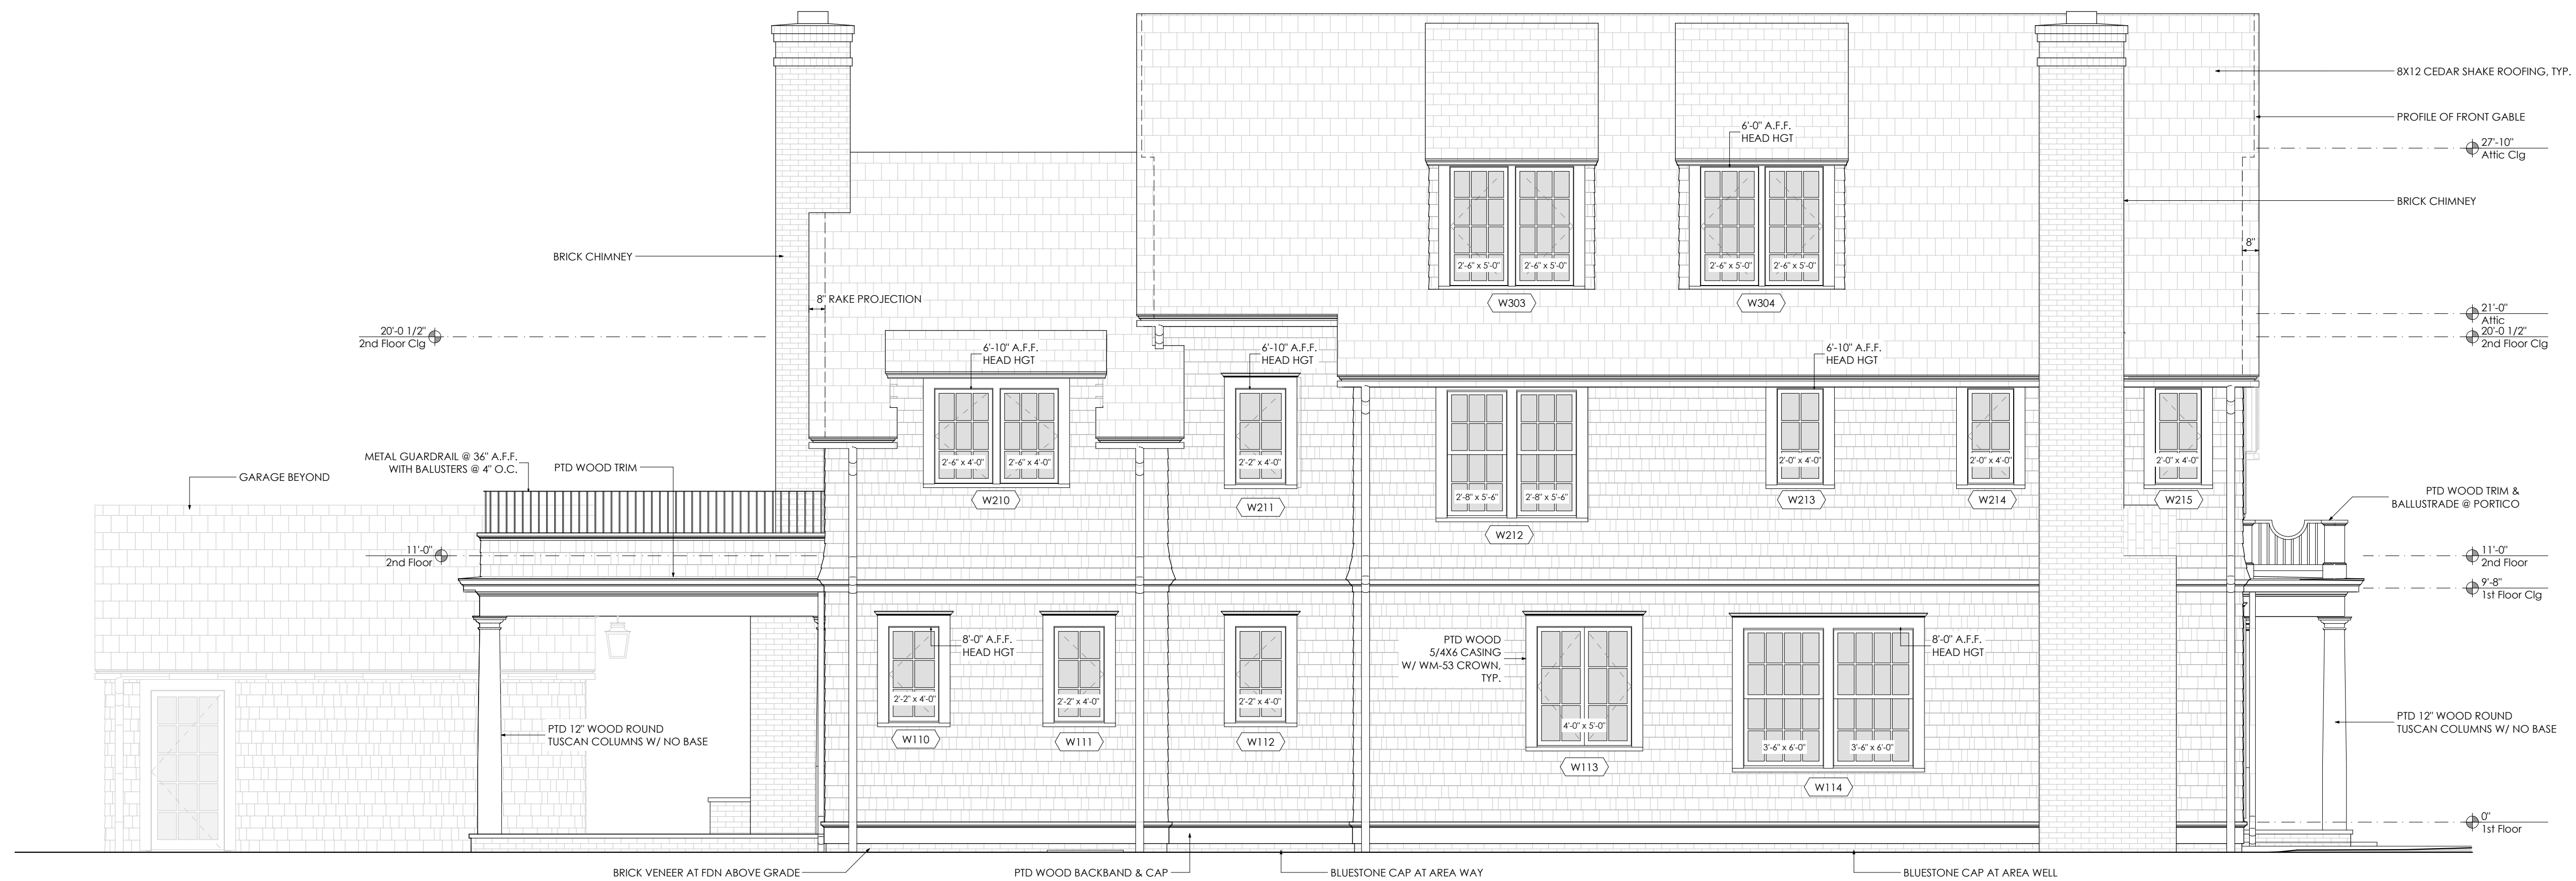 8X12 CEDAR SHAKE ROOFING, TYP.
PROFILE OF FRONT GABLE
6'-0" A.F.F.
HEAD HGT
27'-10"
Attic Clg
BRICK CHIMNEY
8"
BRICK CHIMNEY
2'-6" x 5'-0"
2'-6" x 5'-0"
2'-6" x 5'-0"
2'-6" x 5'-0"
W303
W304
8" RAKE PROJECTION
21'-0"
Attic
20'-0 1/2"
2nd Floor Clg
20'-0 1/2"
2nd Floor Clg
6'-10" A.F.F.
HEAD HGT
6'-10" A.F.F.
HEAD HGT
6'-10" A.F.F.
HEAD HGT
METAL GUARDRAIL @ 36" A.F.F.
WITH BALUSTERS @ 4" O.C.
PTD WOOD TRIM
GARAGE BEYOND
2'-6" x 4'-0"
2'-6" x 4'-0"
2'-2" x 4'-0"
2'-0" x 4'-0"
2'-0" x 4'-0"
2'-0" x 4'-0"
2'-8" x 5'-6"
2'-8" x 5'-6"
W210
W211
W212
W213
W214
W215
PTD WOOD TRIM &
BALLUSTRADE @ PORTICO
11'-0"
2nd Floor
11'-0"
2nd Floor
9'-8"
1st Floor Clg
8'-0" A.F.F.
HEAD HGT
PTD WOOD
5/4X6 CASING
W/ WM-53 CROWN,
TYP.
8'-0" A.F.F.
HEAD HGT
2'-2" x 4'-0"
2'-2" x 4'-0"
2'-2" x 4'-0"
4'-0" x 5'-0"
3'-6" x 6'-0"
3'-6" x 6'-0"
W110
W111
W112
W113
W114
PTD 12" WOOD ROUND
TUSCAN COLUMNS W/ NO BASE
PTD 12" WOOD ROUND
TUSCAN COLUMNS W/ NO BASE
0"
1st Floor
BRICK VENEER AT FDN ABOVE GRADE
PTD WOOD BACKBAND & CAP
BLUESTONE CAP AT AREA WAY
BLUESTONE CAP AT AREA WELL